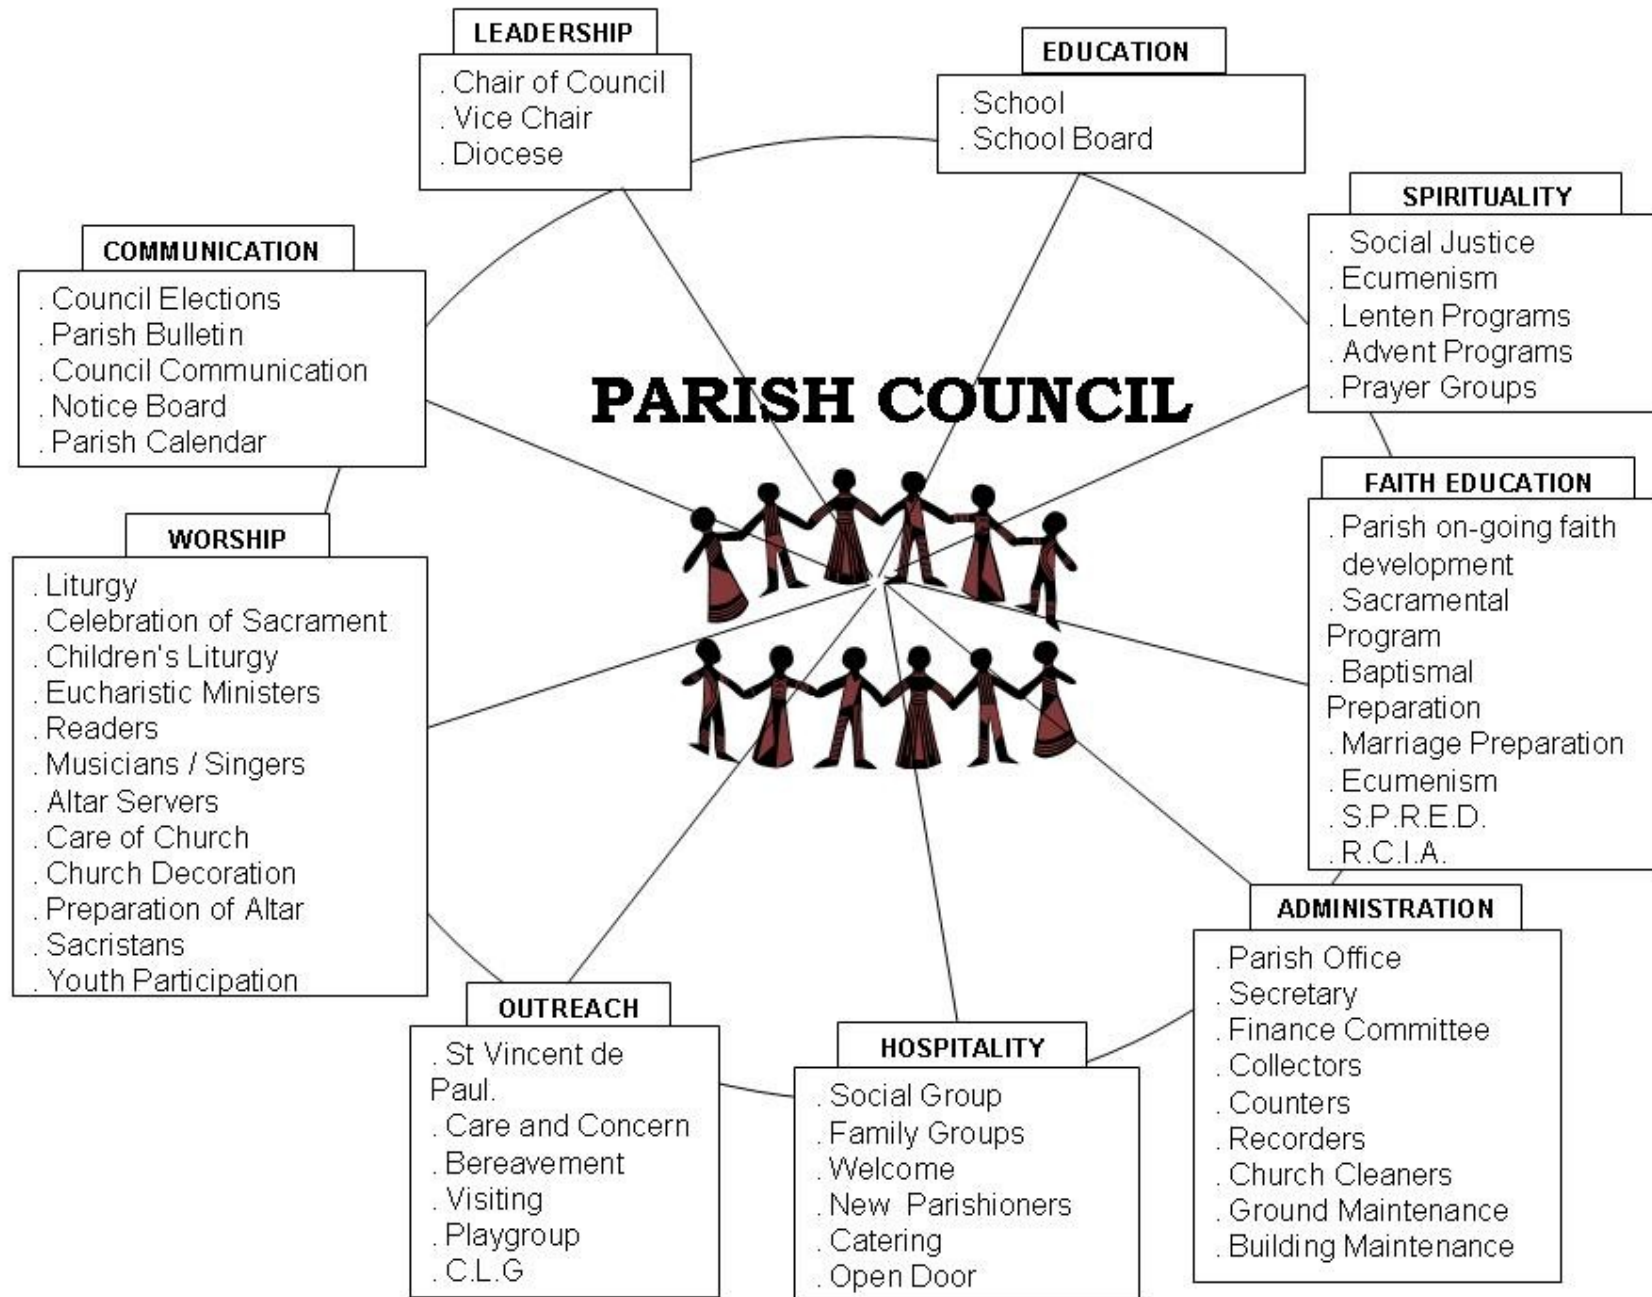 LEADERSHIP
. Chair of Council
. Vice Chair
. Diocese
EDUCATION
. School
. School Board
SPIRITUALITY
. Social Justice
. Ecumenism
. Lenten Programs
. Advent Programs
. Prayer Groups
COMMUNICATION
. Council Elections
. Parish Bulletin
. Council Communication
. Notice Board
. Parish Calendar
PARISH COUNCIL
FAITH EDUCATION
. Parish on-going faith
development
. Sacramental
Program
. Baptismal
Preparation
. Marriage Preparation
. Ecumenism
. S.P.R.E.D.
. R.C.I.A.
WORSHIP
. Liturgy
. Celebration of Sacrament
. Children's Liturgy
. Eucharistic Ministers
. Readers
. Musicians / Singers
. Altar Servers
. Care of Church
. Church Decoration
. Preparation of Altar
. Sacristans
. Youth Participation
OUTREACH
. St Vincent de
Paul.
. Care and Concern
. Bereavement
. Visiting
. Playgroup
. C.L.G
HOSPITALITY
. Social Group
. Family Groups
. Welcome
. New Parishioners
. Catering
. Open Door
ADMINISTRATION
. Parish Office
. Secretary
. Finance Committee
. Collectors
. Counters
. Recorders
. Church Cleaners
. Ground Maintenance
. Building Maintenance